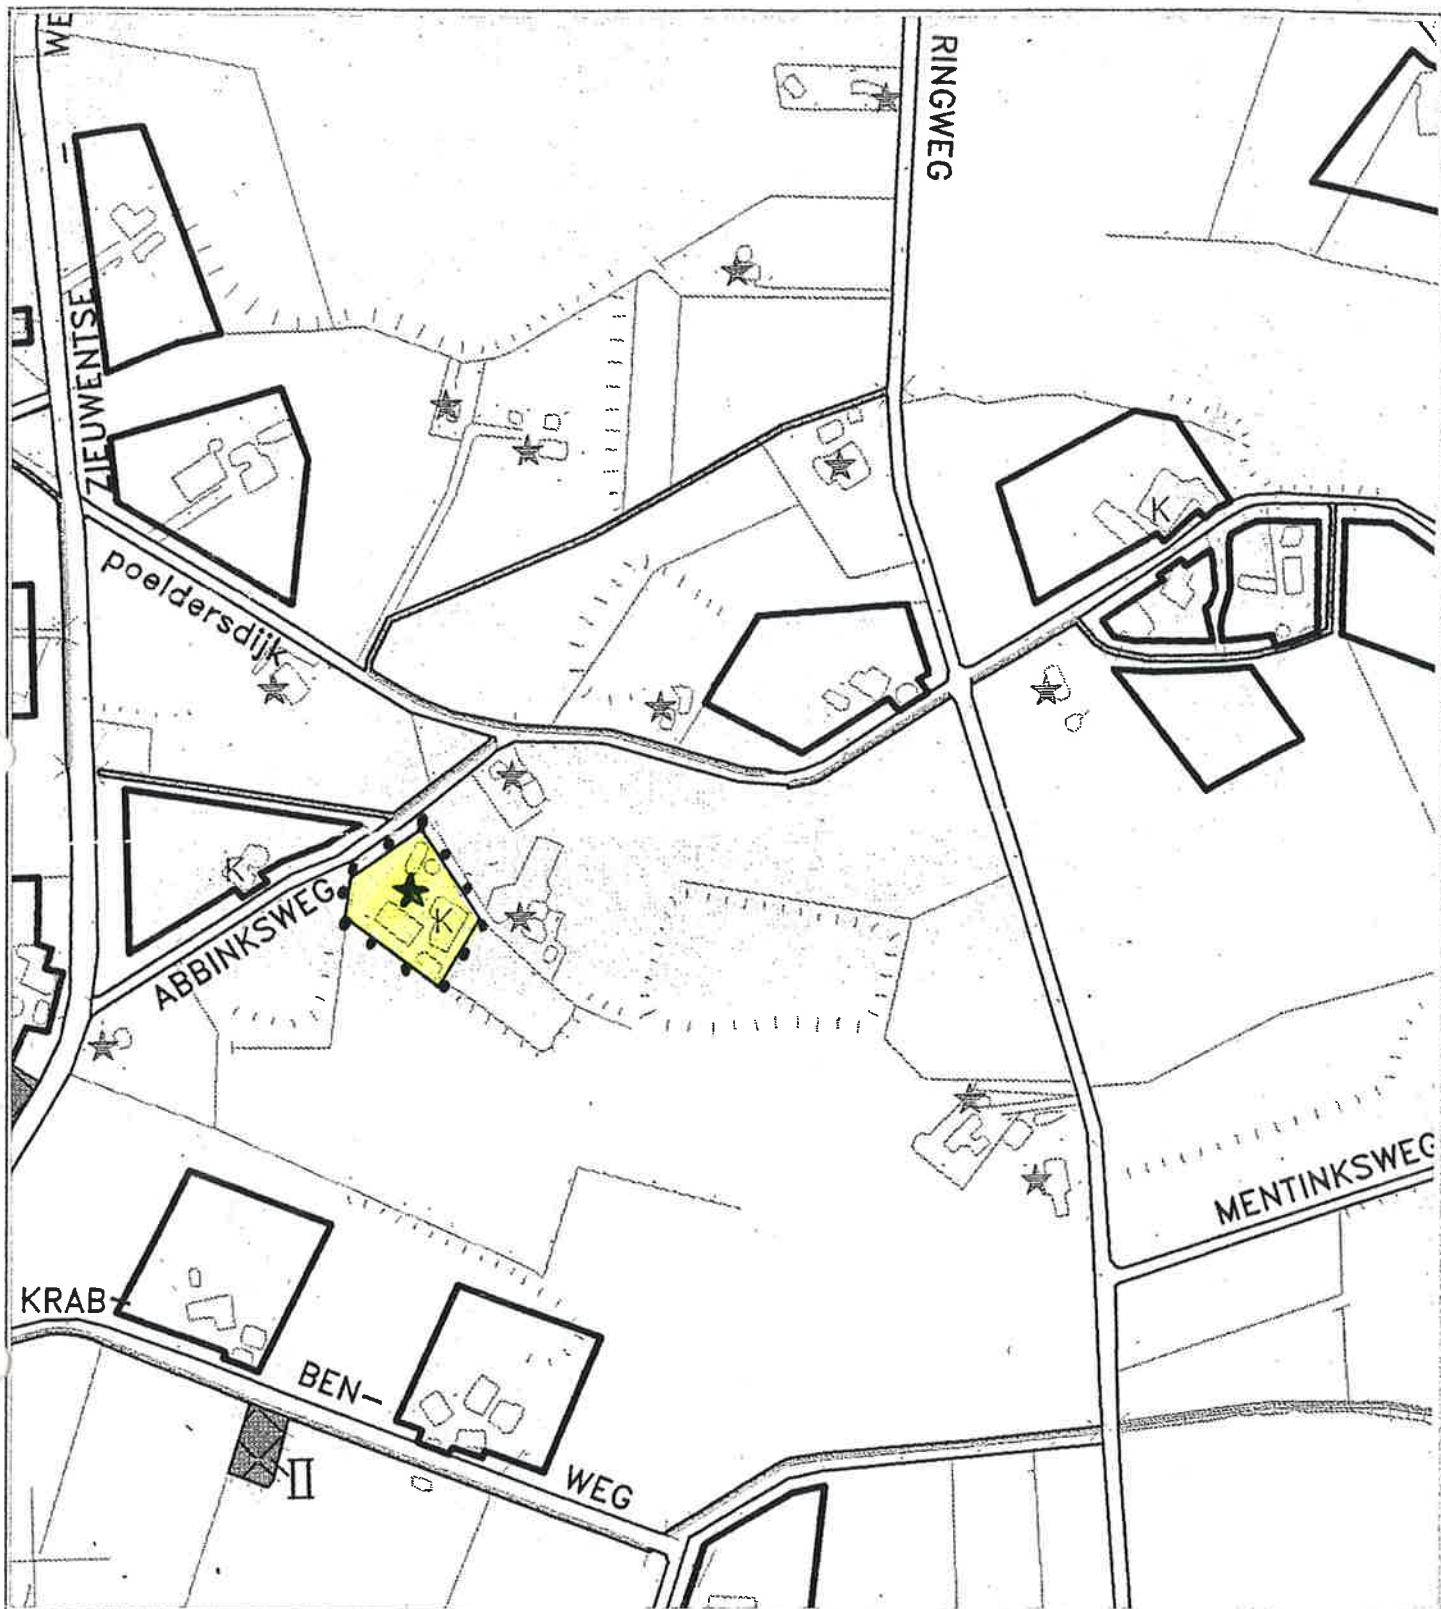 WE
-
RINGWEG
ZIEUWENTSE
poeldersdijk
K
K
K
ABBINKSWEG
MENTINKSWEG
KRAB-
BEN-
WEG
II